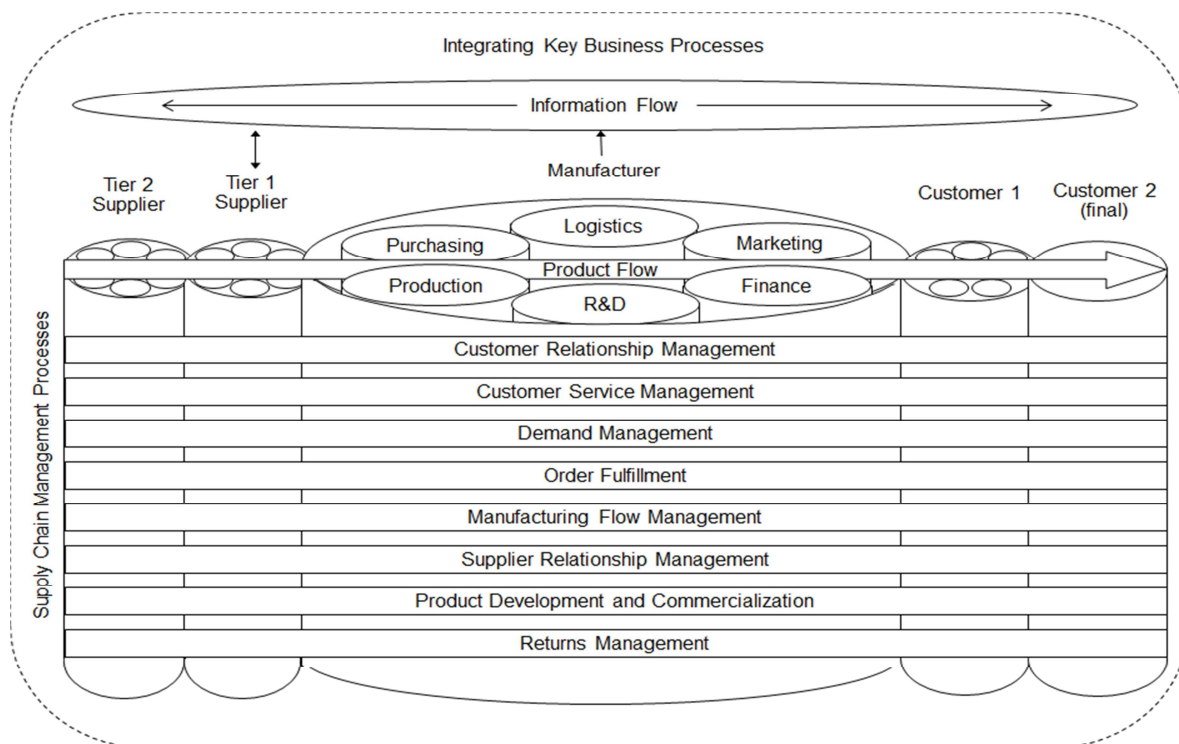 Integrating Key Business Processes
Information Flow
Manufacturer
Tier 2
Supplier
Tier 1
Supplier
Customer 1
Customer 2
(final)
Logistics
Purchasing
Marketing
Product Flow
Production
Finance
R&D
Supply Chain Management Processes
Customer Relationship Management
Customer Service Management
Demand Management
Order Fulfillment
Manufacturing Flow Management
Supplier Relationship Management
Product Development and Commercialization
Returns Management